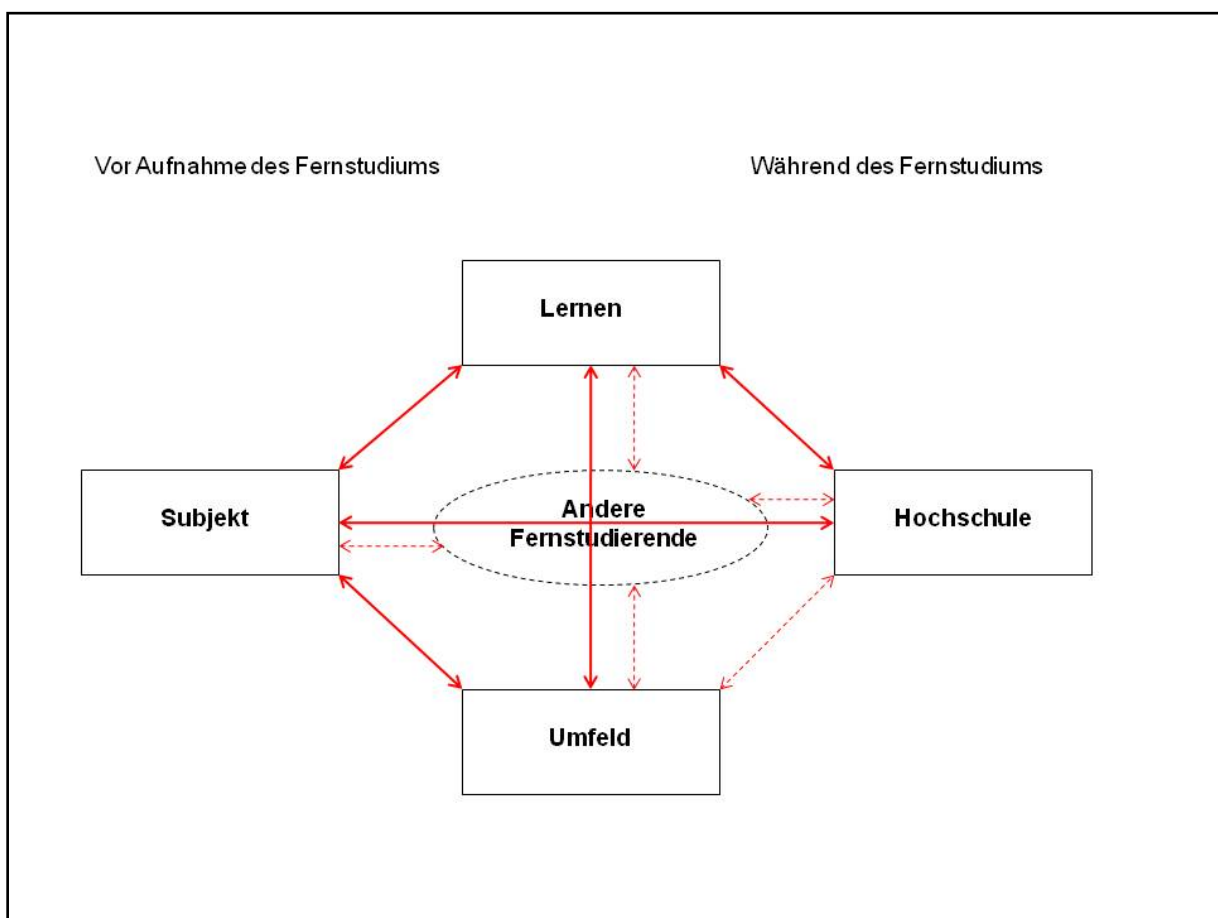 Vor Aufnahme des Fernstudiums
Während des Fernstudiums
Lernen
Subjekt
Andere
Fernstudierende
Hochschule
Umfeld